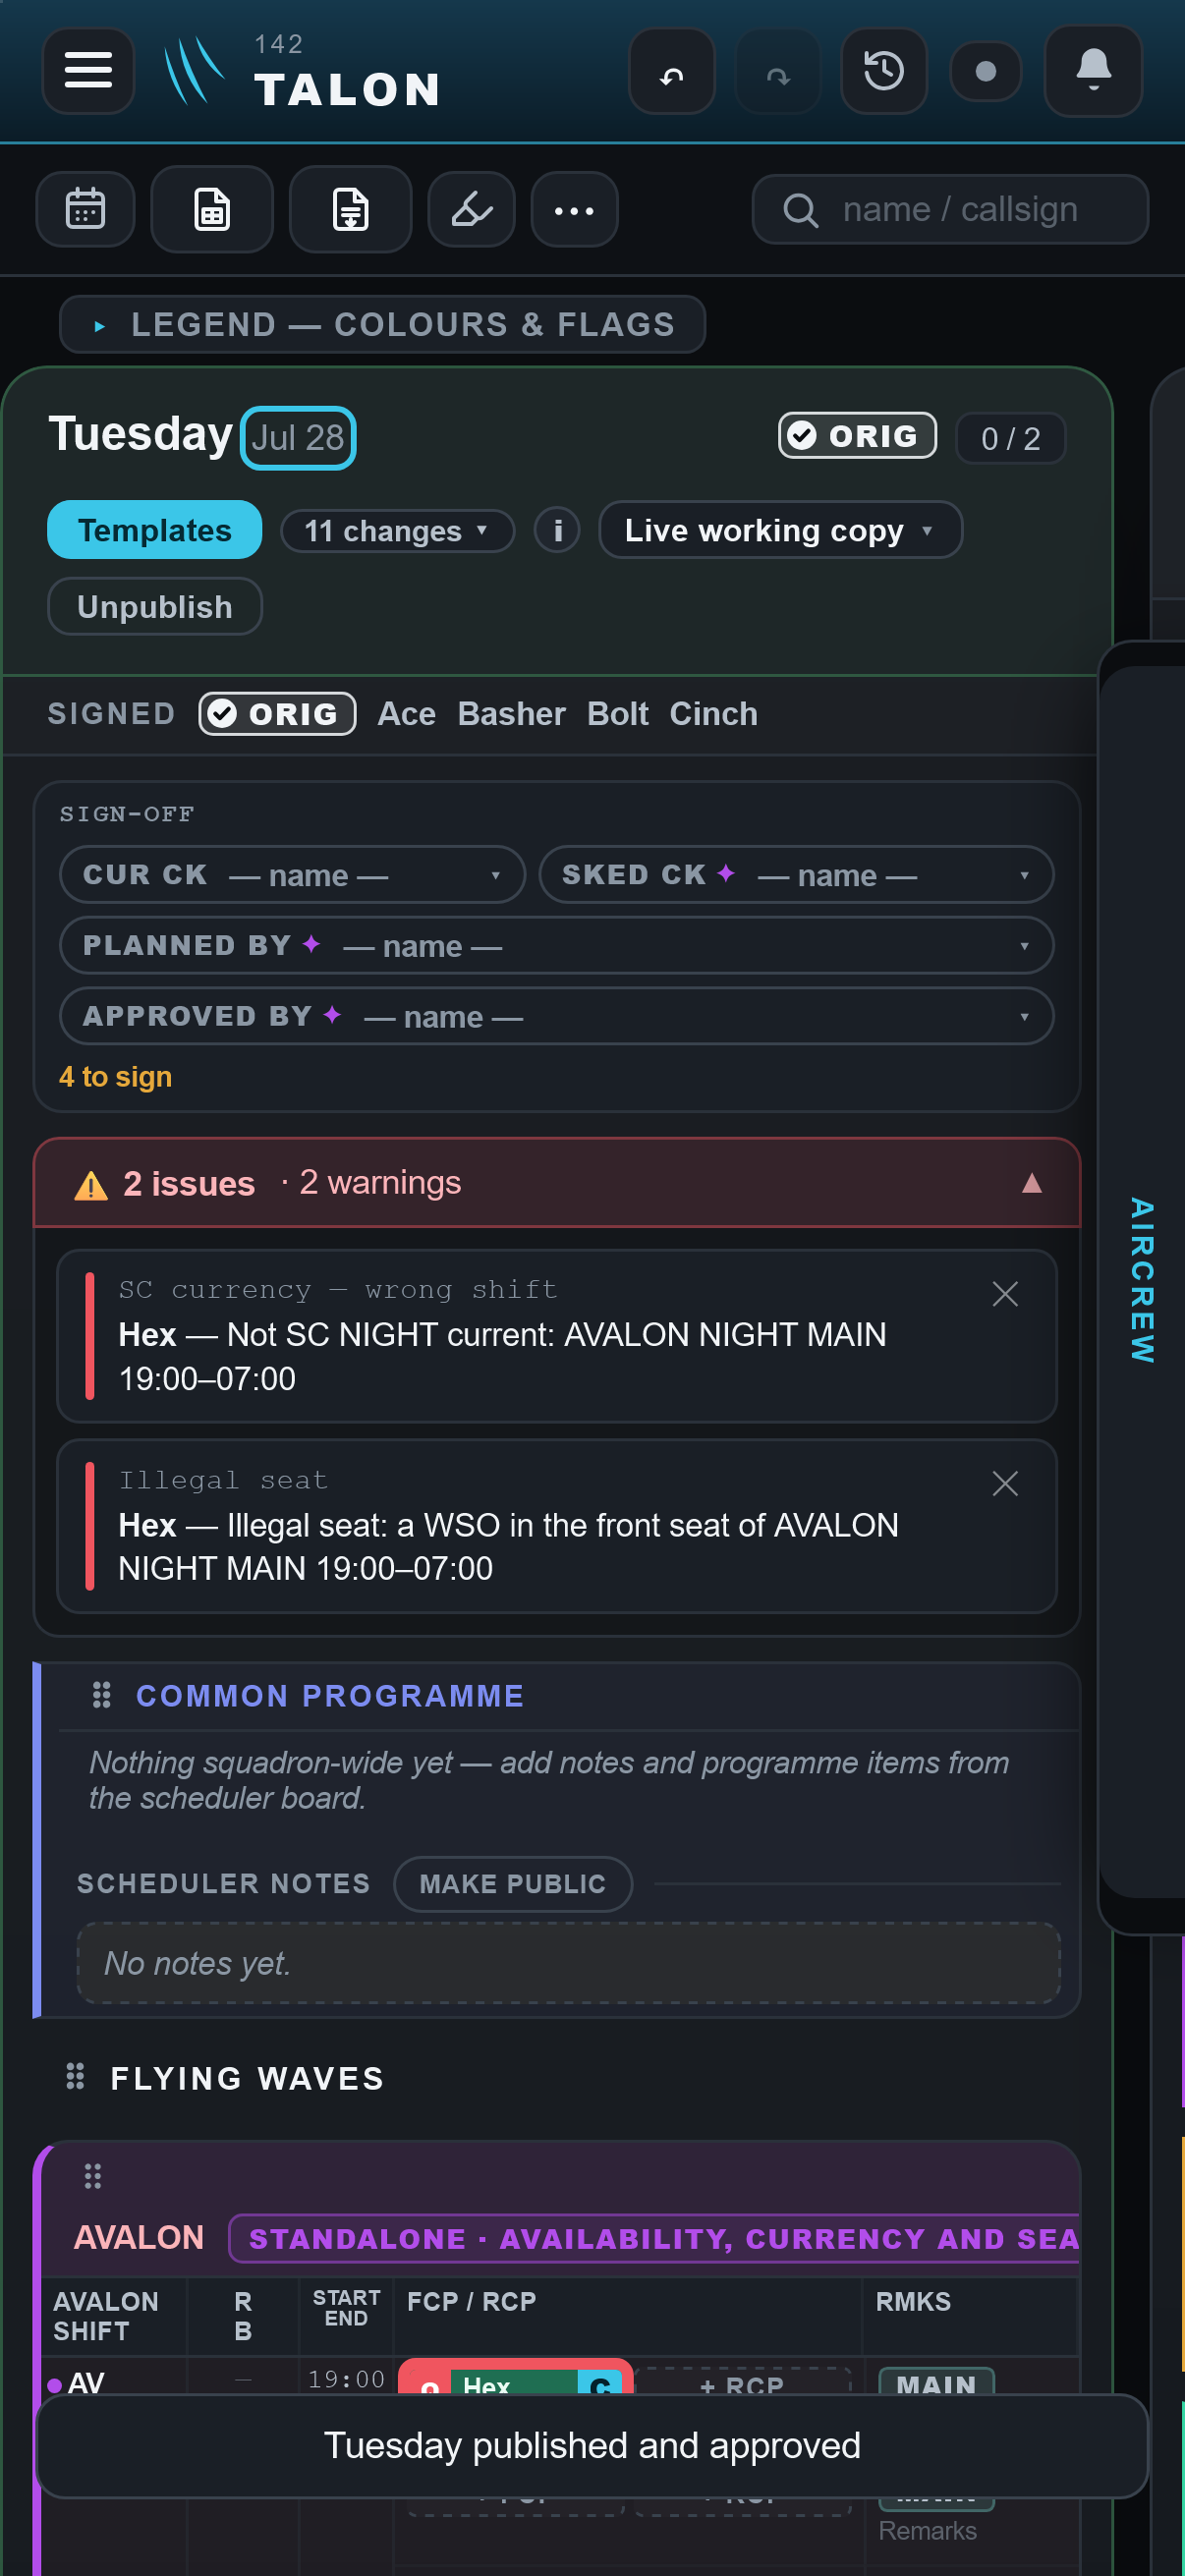 142
TALON
name / callsign
LEGEND — COLOURS & FLAGS
Tuesday Jul 28 ORIG 0 / 2
Templates 11 changes i Live working copy
Unpublish
SIGNED ORIG Ace Basher Bolt Cinch
SIGN-OFF
CUR CK — name — SKED CK — name —
PLANNED BY — name —
APPROVED BY — name —
4 to sign
2 issues · 2 warnings
SC currency — wrong shift
Hex — Not SC NIGHT current: AVALON NIGHT MAIN
19:00–07:00
Illegal seat
Hex — Illegal seat: a WSO in the front seat of AVALON
NIGHT MAIN 19:00–07:00
AIRCREW
COMMON PROGRAMME
Nothing squadron-wide yet — add notes and programme items from
the scheduler board.
SCHEDULER NOTES MAKE PUBLIC
No notes yet.
FLYING WAVES
AVALON STANDALONE · AVAILABILITY, CURRENCY AND SEA
AVALON SHIFT R B START END FCP / RCP RMKS
AV — 19:00 Hex C + RCP MAIN
Tuesday published and approved
Remarks